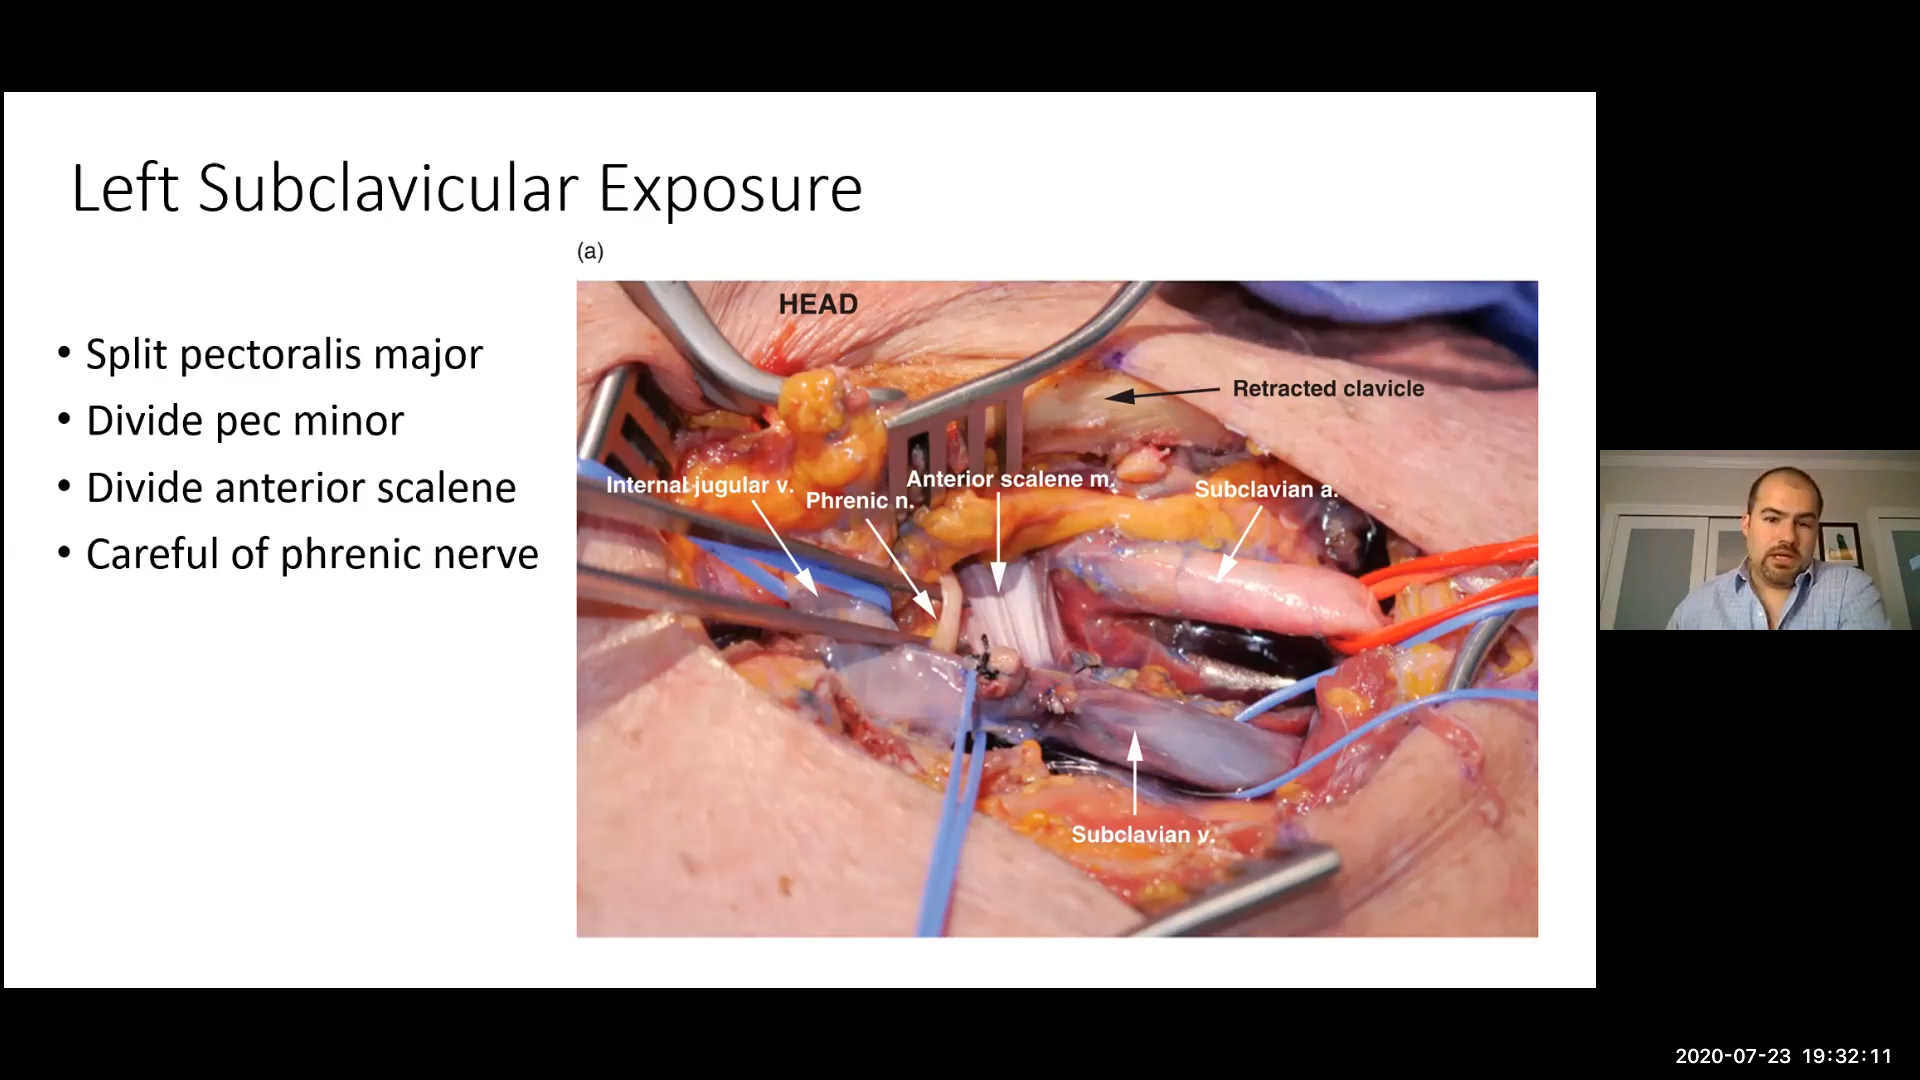 Left Subclavicular Exposure
(a)
• Split pectoralis major
• Divide pec minor
• Divide anterior scalene
• Careful of phrenic nerve
HEAD
Retracted clavicle
Internal jugular v.
Phrenic n.
Anterior scalene m.
Subclavian a.
Subclavian v.
2020-07-23 19:32:11